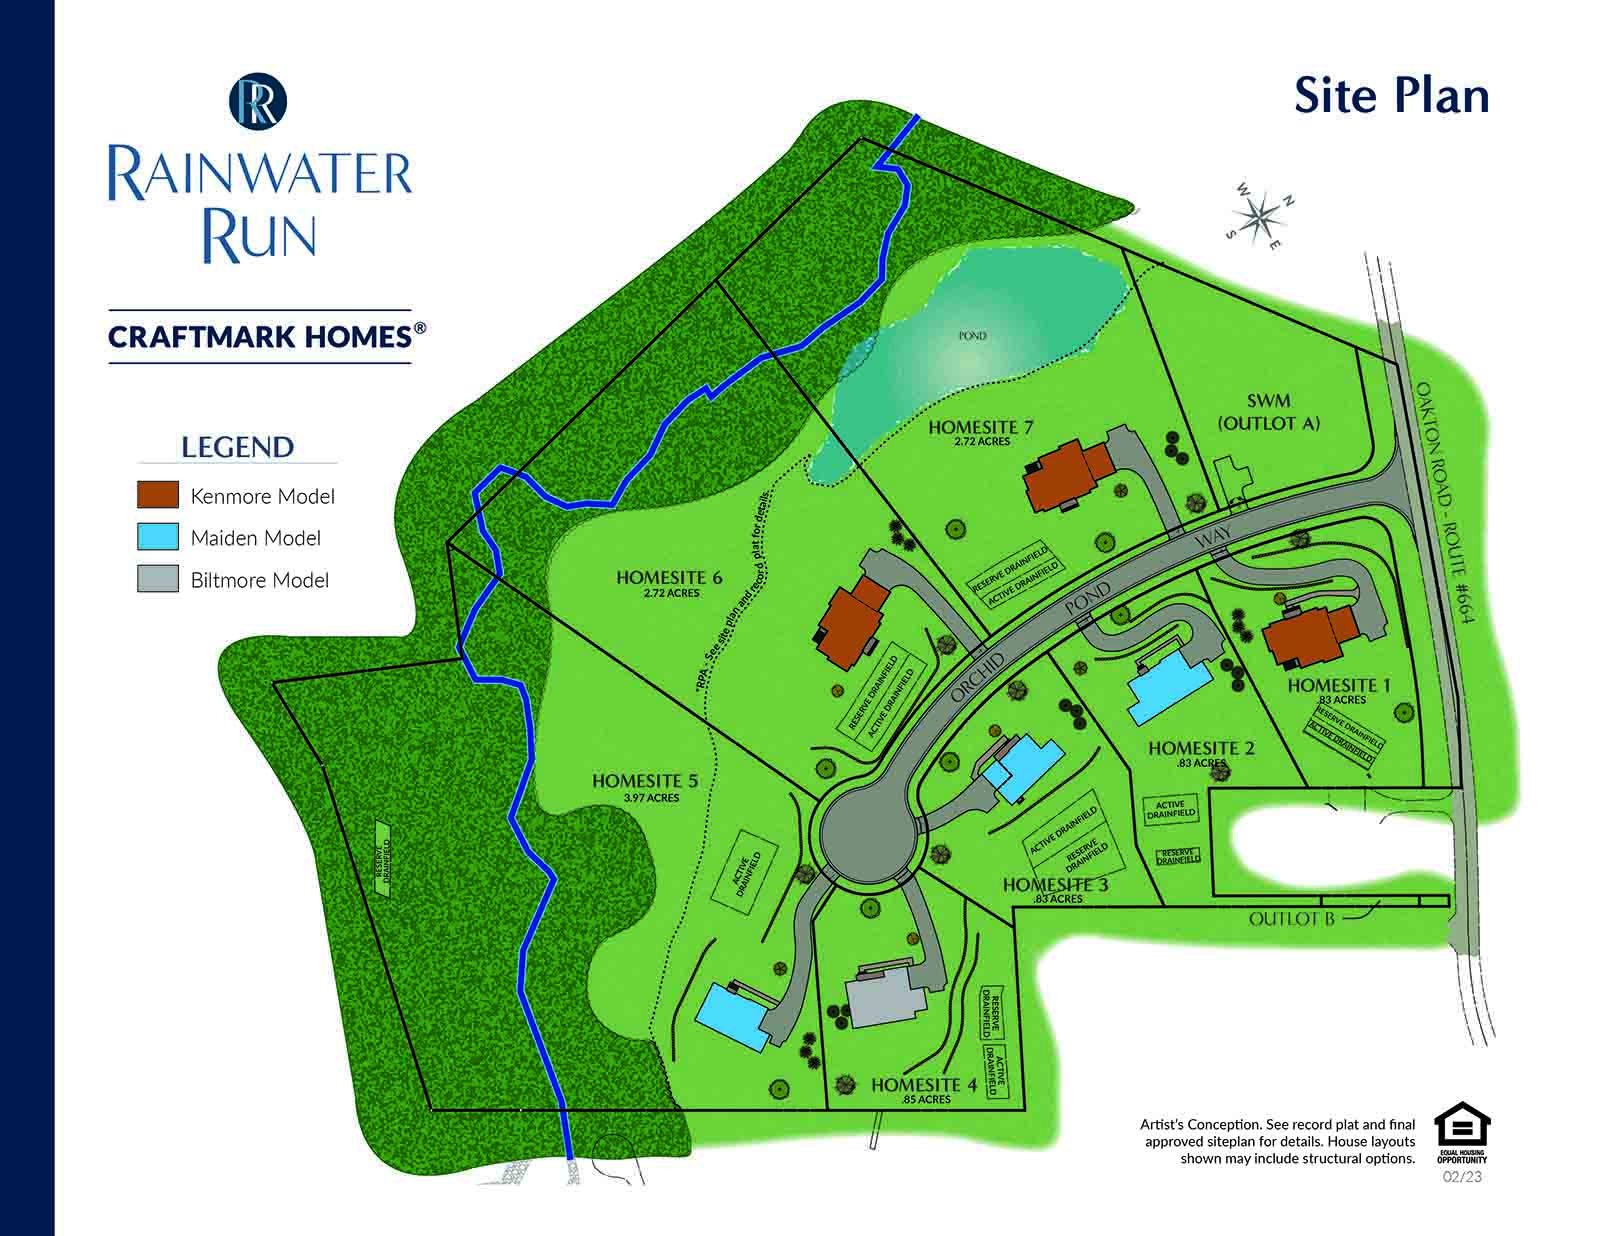 RR
RAINWATER
RUN
CRAFTMARK HOMES®
LEGEND
Kenmore Model
Maiden Model
Biltmore Model
Site Plan
W
N
S
E
POND
HOMESITE 7
2.72 ACRES
SWM
(OUTLOT A)
OAKTON ROAD - ROUTE #664
RESERVE DRAINFIELD
ACTIVE DRAINFIELD
ORCHID POND WAY
HOMESITE 6
2.72 ACRES
*RPA - See site plan and record plat for details.
RESERVE DRAINFIELD
ACTIVE DRAINFIELD
HOMESITE 1
.83 ACRES
RESERVE DRAINFIELD
ACTIVE DRAINFIELD
HOMESITE 2
.83 ACRES
ACTIVE
DRAINFIELD
RESERVE
DRAINFIELD
HOMESITE 5
3.97 ACRES
ACTIVE
DRAINFIELD
RESERVE
DRAINFIELD
ACTIVE DRAINFIELD
RESERVE
DRAINFIELD
HOMESITE 3
.83 ACRES
OUTLOT B
RESERVE
DRAINFIELD
ACTIVE
DRAINFIELD
HOMESITE 4
.85 ACRES
Artist's Conception. See record plat and final
approved siteplan for details. House layouts
shown may include structural options.
EQUAL HOUSING
OPPORTUNITY
02/23